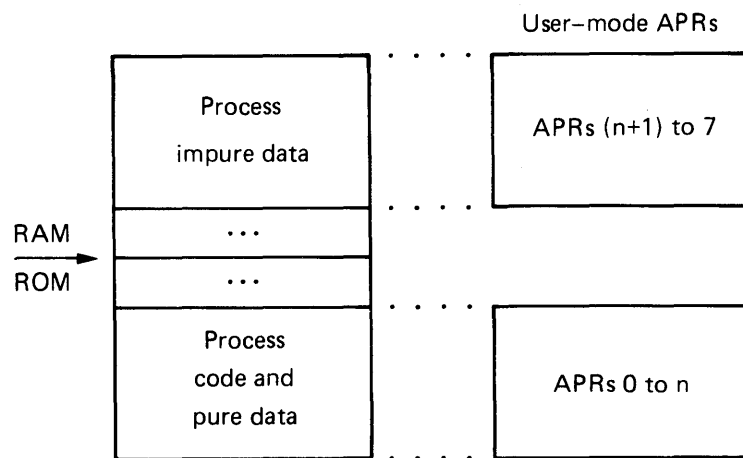 User–mode APRs
Process
impure data
APRs (n+1) to 7
RAM
ROM
...
...
Process
code and
pure data
APRs 0 to n